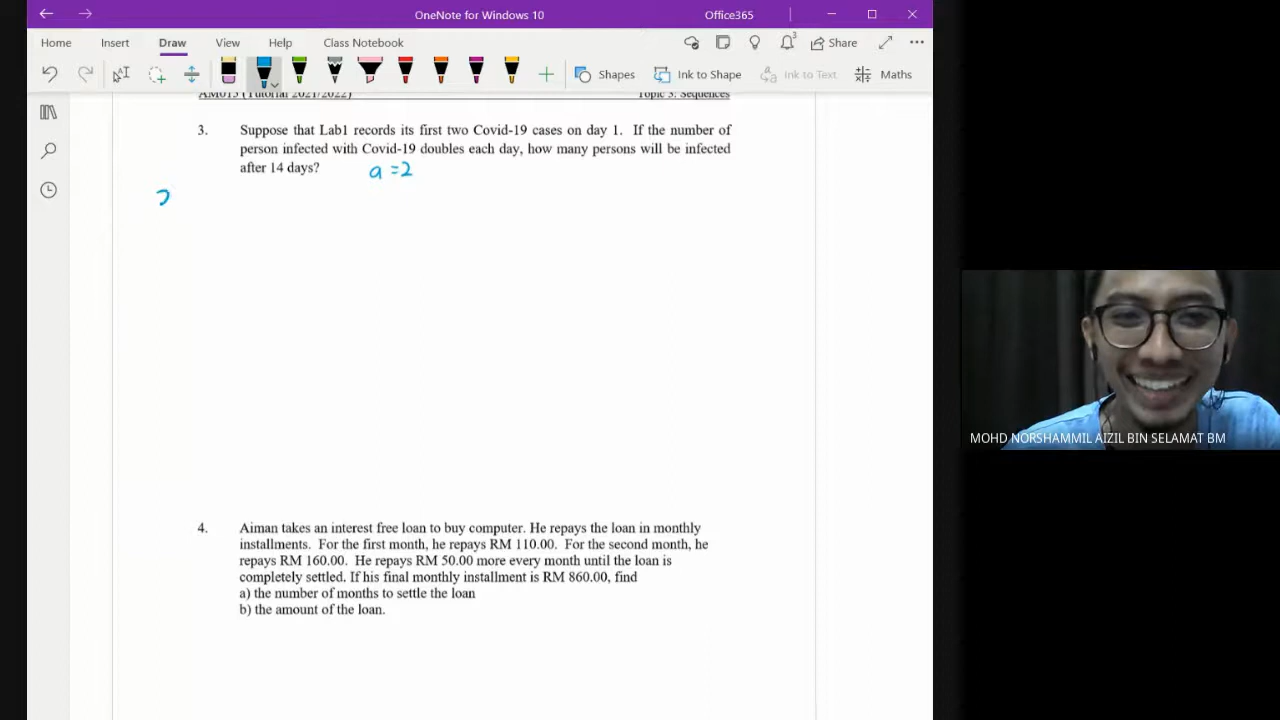 OneNote for Windows 10
Office365
Home Insert Draw View Help Class Notebook
3
Share
Shapes
Ink to Shape
Ink to Text
Maths
AM015 (Tutorial 2021/2022)
Topic 3: Sequences
3. Suppose that Lab1 records its first two Covid-19 cases on day 1. If the number of
person infected with Covid-19 doubles each day, how many persons will be infected
after 14 days?
a = 2
MOHD NORSHAMMIL AIZIL BIN SELAMAT BM
4. Aiman takes an interest free loan to buy computer. He repays the loan in monthly
installments. For the first month, he repays RM 110.00. For the second month, he
repays RM 160.00. He repays RM 50.00 more every month until the loan is
completely settled. If his final monthly installment is RM 860.00, find
a) the number of months to settle the loan
b) the amount of the loan.